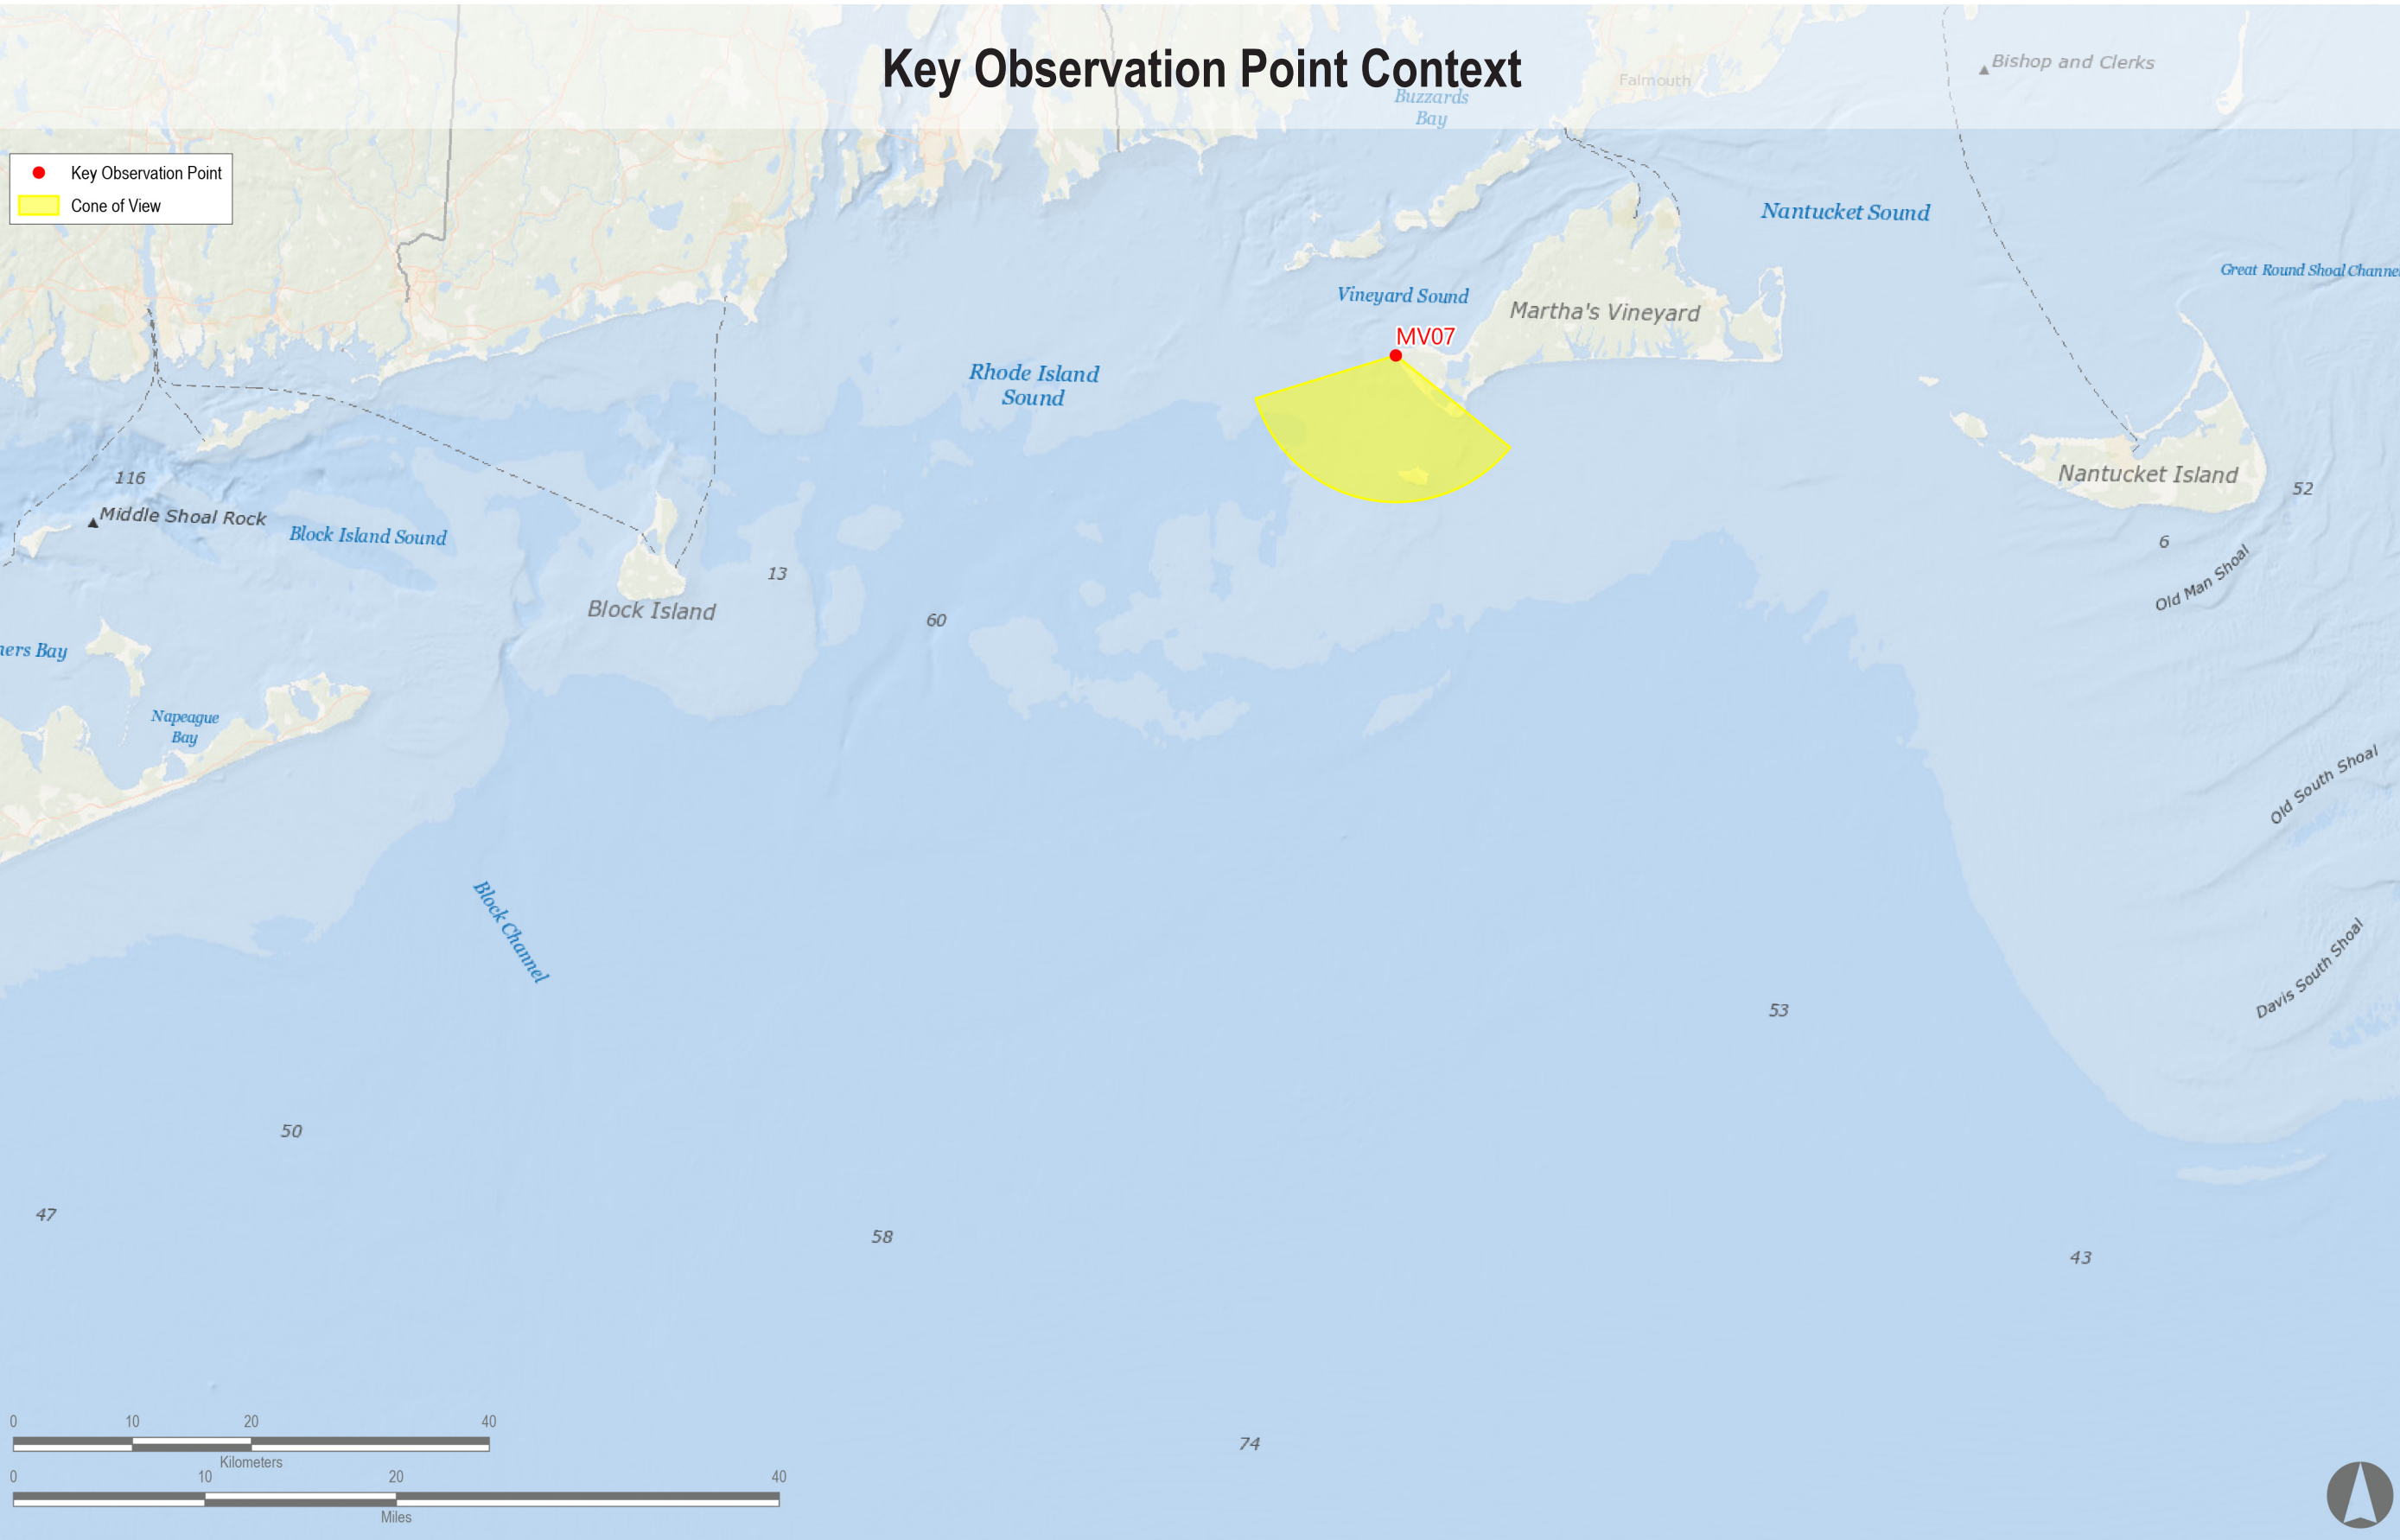 Key Observation Point Context
Bishop and Clerks
Falmouth
Buzzards
Bay
Key Observation Point
Cone of View
Nantucket Sound
Great Round Shoal Channel
Vineyard Sound
Martha's Vineyard
MV07
Rhode Island
Sound
Nantucket Island
52
116
Middle Shoal Rock
Block Island Sound
6
Old Man Shoal
13
Block Island
60
ners Bay
Napeague
Bay
Old South Shoal
Block Channel
Davis South Shoal
53
50
47
58
43
74
0 10 20 40
Kilometers
0 10 20 40
Miles